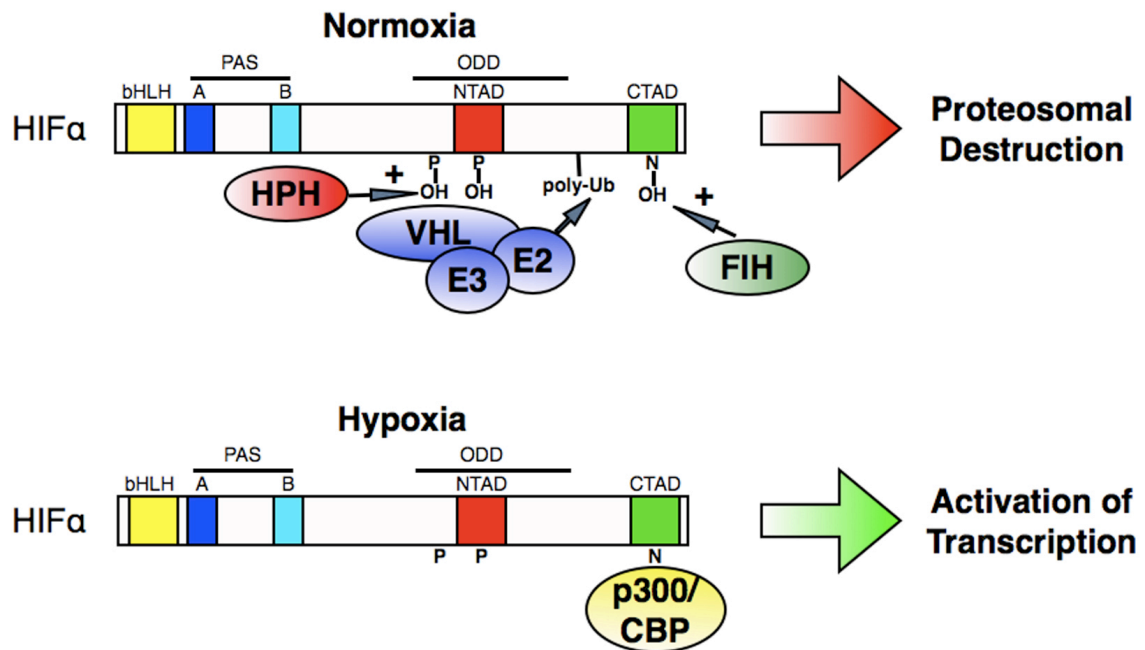 Normoxia
PAS
ODD
bHLH A B NTAD CTAD
HIFα
Proteosomal
Destruction
P P N
OH OH poly-Ub OH
+ +
HPH
VHL
E2
E3
FIH
Hypoxia
PAS
ODD
bHLH A B NTAD CTAD
HIFα
Activation of
Transcription
P P N
p300/
CBP